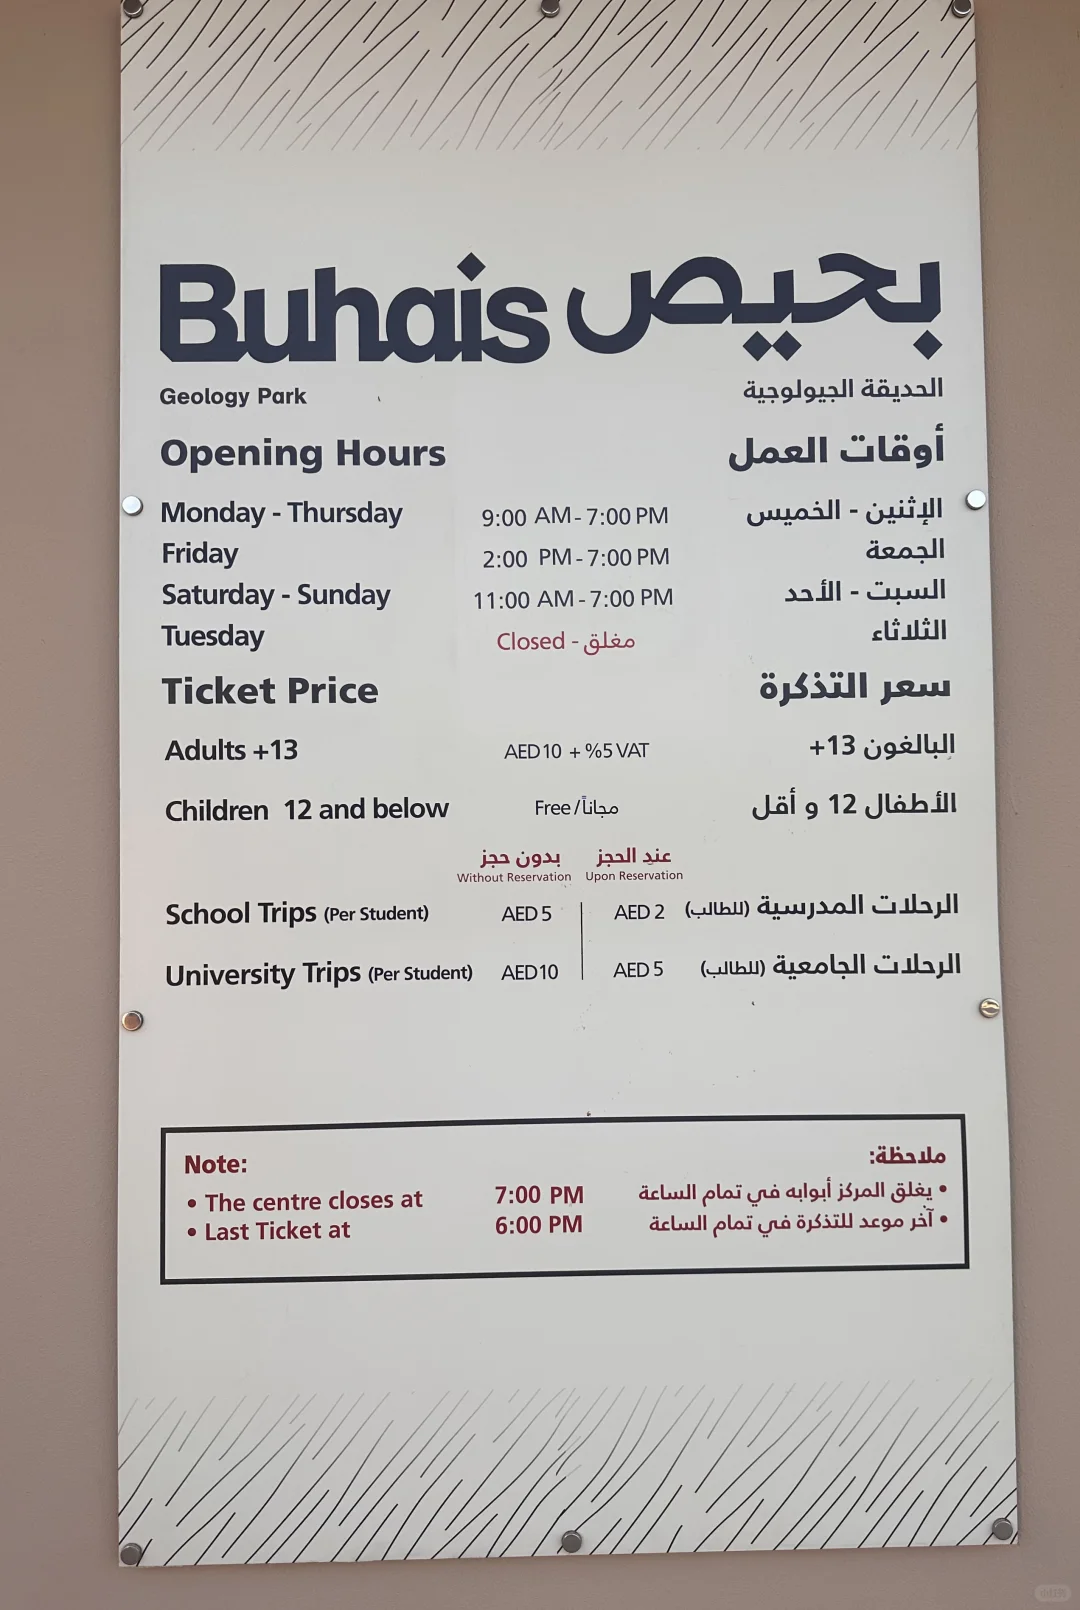 Buhais بحيص
Geology Park الحديقة الجيولوجية
Opening Hours أوقات العمل
Monday - Thursday 9:00 AM - 7:00 PM الإثنين - الخميس
Friday 2:00 PM - 7:00 PM الجمعة
Saturday - Sunday 11:00 AM - 7:00 PM السبت - الأحد
Tuesday Closed - مغلق الثلاثاء
Ticket Price سعر التذكرة
Adults +13 AED10 + %5 VAT البالغون 13+
Children 12 and below Free/مجاناً الأطفال 12 و أقل
بدون حجز عند الحجز
Without Reservation Upon Reservation
School Trips (Per Student) AED 5 AED 2 الرحلات المدرسية (للطالب)
University Trips (Per Student) AED10 AED 5 الرحلات الجامعية (للطالب)
Note: ملاحظة:
• The centre closes at 7:00 PM • يغلق المركز أبوابه في تمام الساعة
• Last Ticket at 6:00 PM • آخر موعد للتذكرة في تمام الساعة